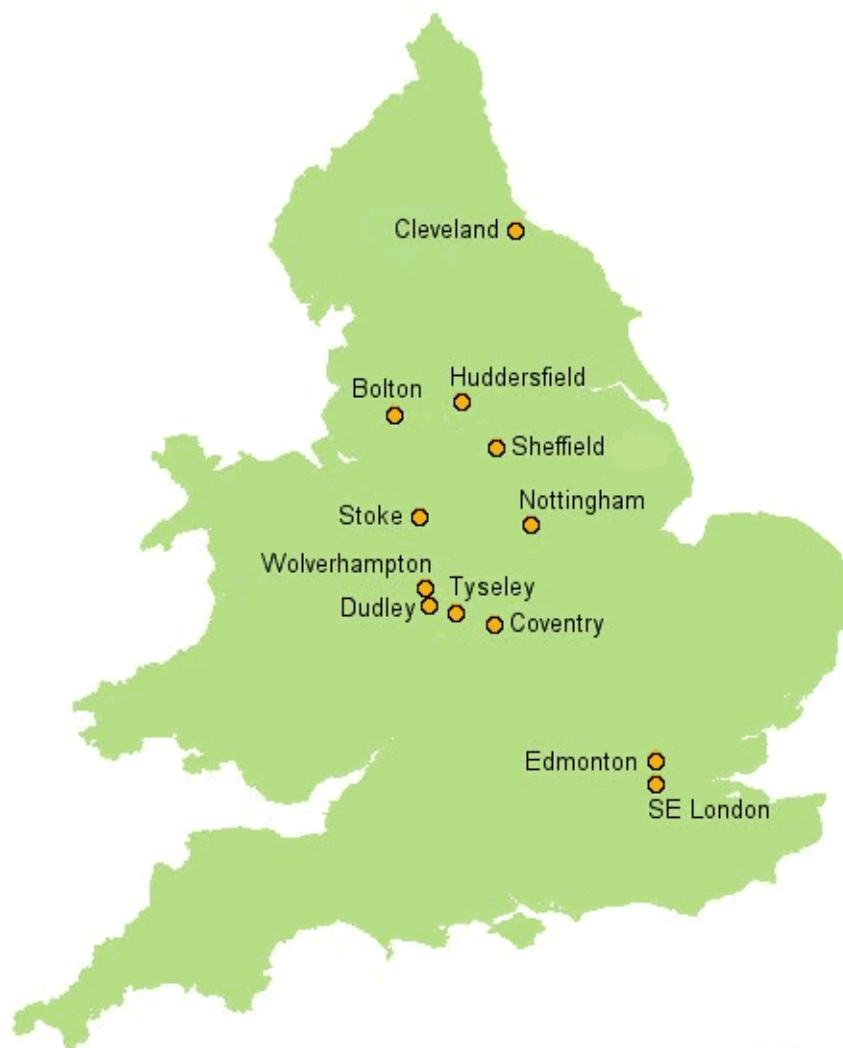 Cleveland
Huddersfield
Bolton
Sheffield
Nottingham
Stoke
Wolverhampton
Tyseley
Dudley
Coventry
Edmonton
SE London